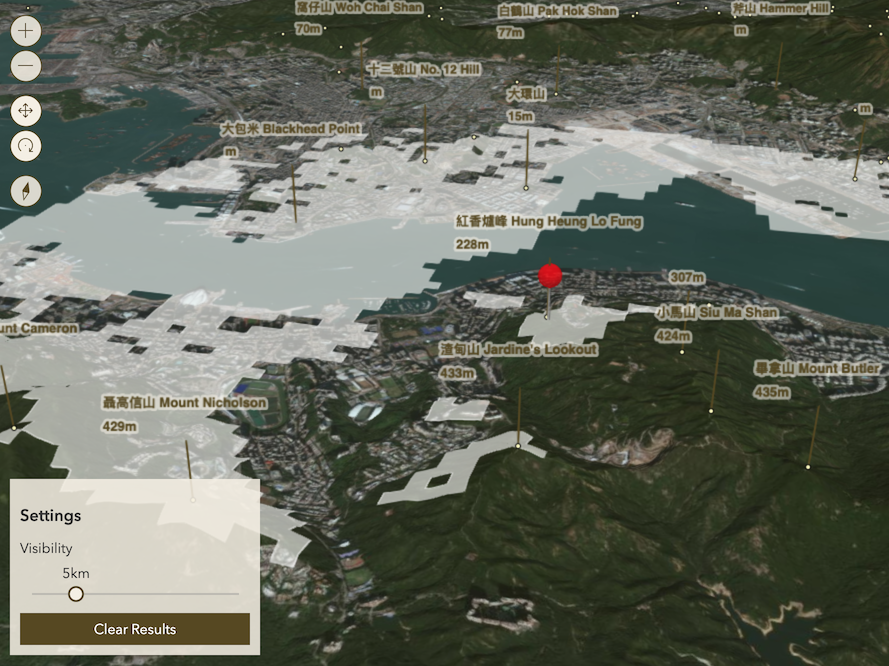 窩仔山 Woh Chai Shan
70m
白鶴山 Pak Hok Shan
77m
斧山 Hammer Hill
m
十二號山 No. 12 Hill
m
大環山
15m
m
大包米 Blackhead Point
m
紅香爐峰 Hung Heung Lo Fung
228m
307m
小馬山 Siu Ma Shan
424m
unt Cameron
渣甸山 Jardine's Lookout
433m
畢拿山 Mount Butler
435m
聶高信山 Mount Nicholson
429m
Settings
Visibility
5km
Clear Results